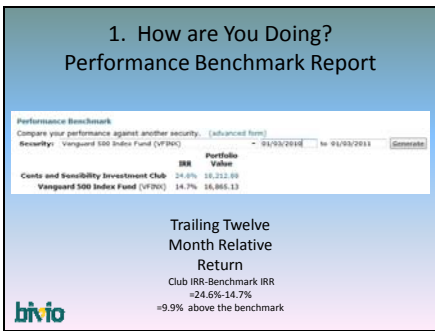 1. How are You Doing?
Performance Benchmark Report
Performance Benchmark
Compare your performance against another security. (advanced form)
Security: Vanguard 500 Index Fund (VFINX) - 01/03/2010 to 01/03/2011 Generate
Portfolio
IRR Value
Cents and Sensibility Investment Club 24.6%
Vanguard 500 Index Fund (VFINX) 14.7% 16,865.13
Trailing Twelve
Month Relative
Return
Club IRR-Benchmark IRR
=24.6%-14.7%
=9.9% above the benchmark
bivio